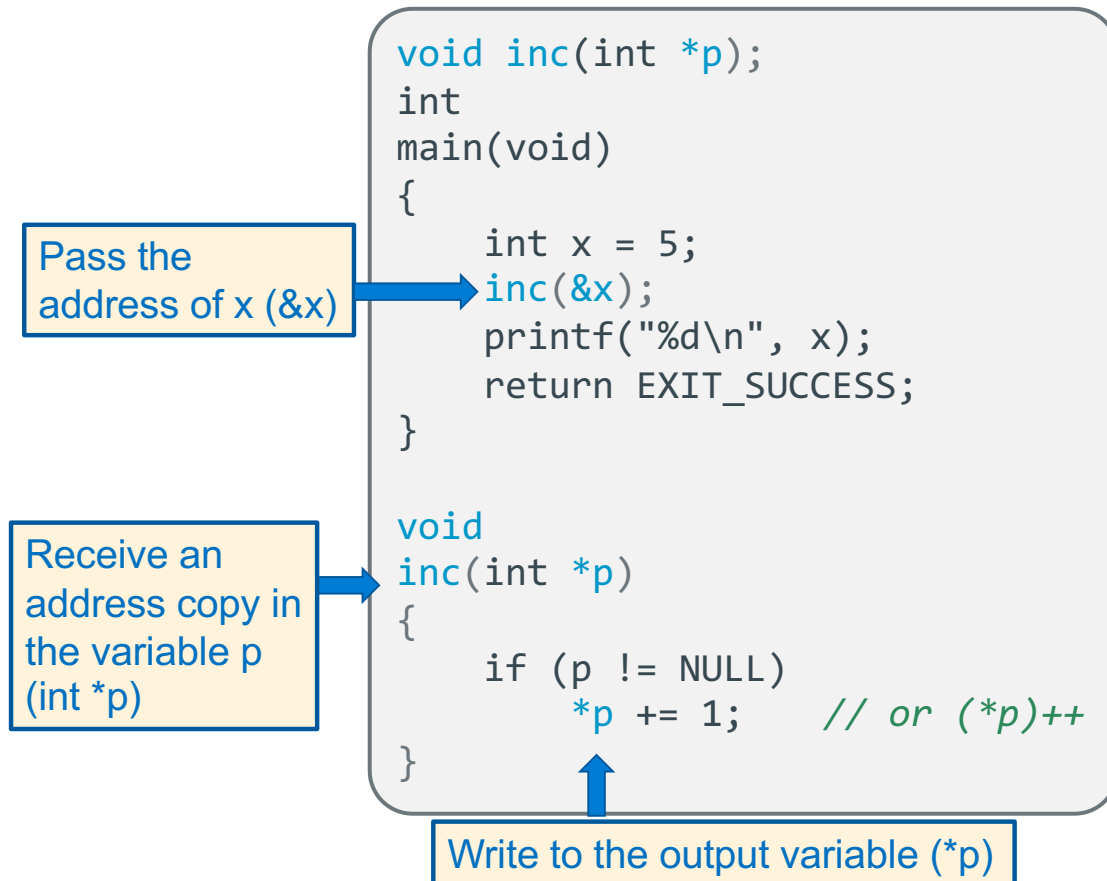 void inc(int *p);
int
main(void)
{
    int x = 5;
Pass the
address of x (&x)
    inc(&x);
    printf("%d\n", x);
    return EXIT_SUCCESS;
}
void
Receive an
address copy in
the variable p
(int *p)
inc(int *p)
{
    if (p != NULL)
        *p += 1;    // or (*p)++
}
Write to the output variable (*p)